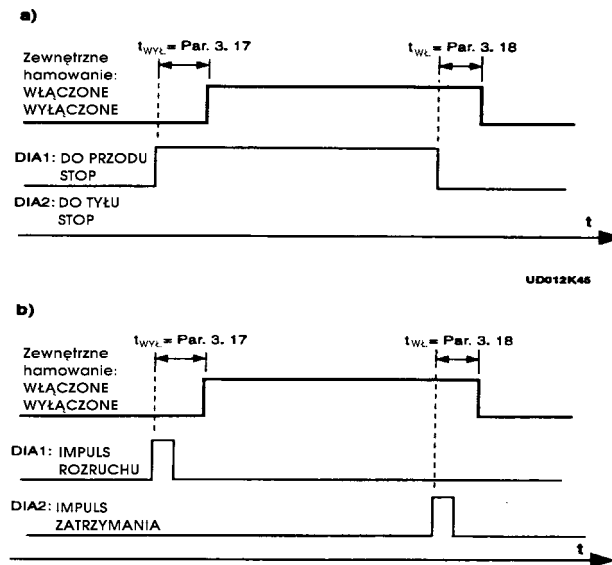 a)
tWYŁ.= Par. 3. 17
tWŁ.= Par. 3. 18
Zewnętrzne
hamowanie:
WŁĄCZONE
WYŁĄCZONE
DIA1: DO PRZODU
STOP
DIA2: DO TYŁU
STOP
t
UD012K46
b)
tWYŁ.= Par. 3. 17
tWŁ.= Par. 3. 18
Zewnętrzne
hamowanie:
WŁĄCZONE
WYŁĄCZONE
DIA1: IMPULS
ROZRUCHU
DIA2: IMPULS
ZATRZYMANIA
t